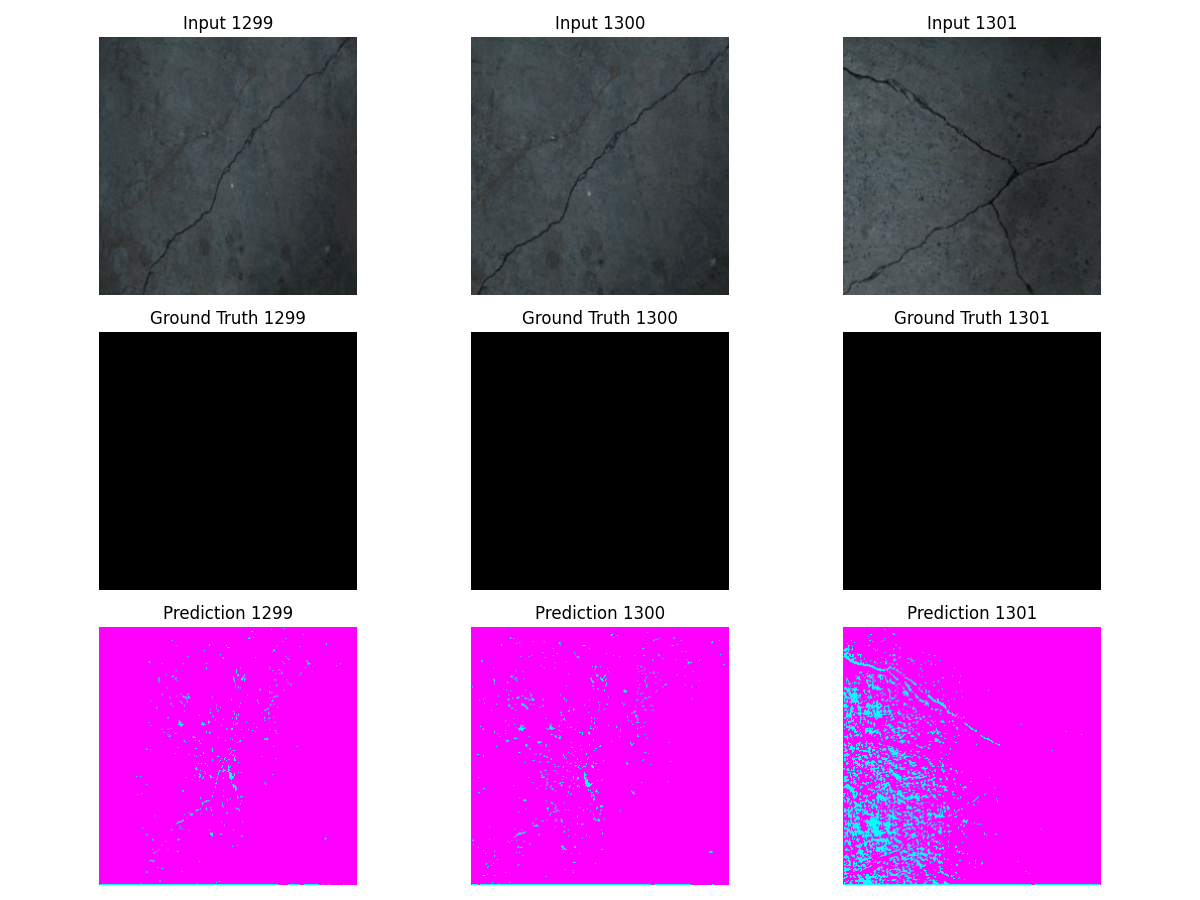 Input 1299
Input 1300
Input 1301
Ground Truth 1299
Ground Truth 1300
Ground Truth 1301
Prediction 1299
Prediction 1300
Prediction 1301